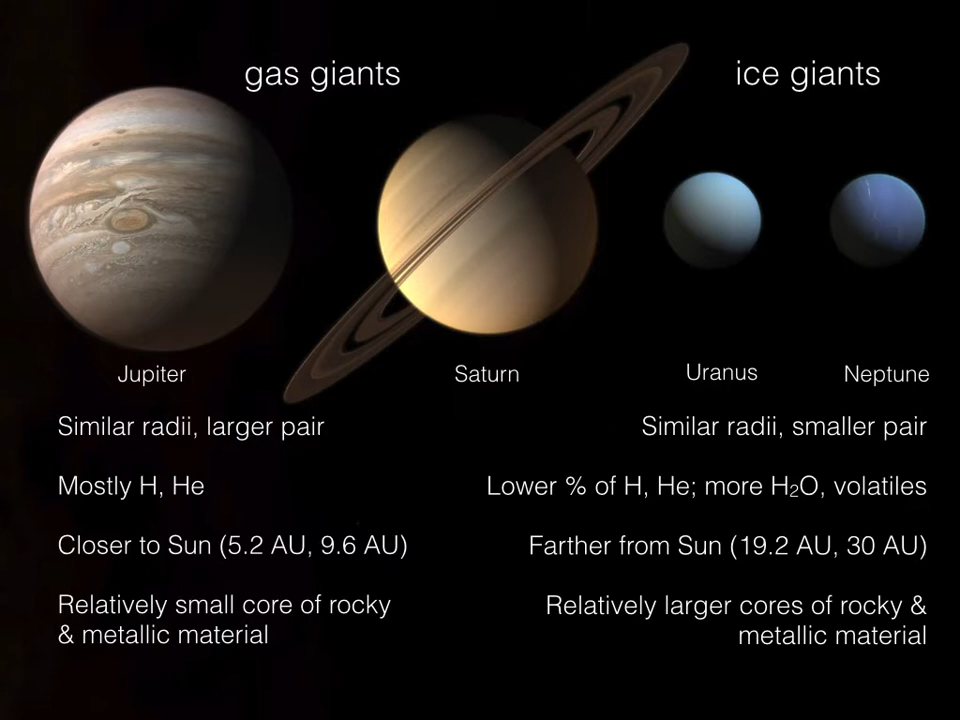 gas giants
ice giants
Jupiter
Saturn
Uranus
Neptune
Similar radii, larger pair
Similar radii, smaller pair
Mostly H, He
Lower % of H, He; more H₂O, volatiles
Closer to Sun (5.2 AU, 9.6 AU)
Farther from Sun (19.2 AU, 30 AU)
Relatively small core of rocky
& metallic material
Relatively larger cores of rocky &
metallic material